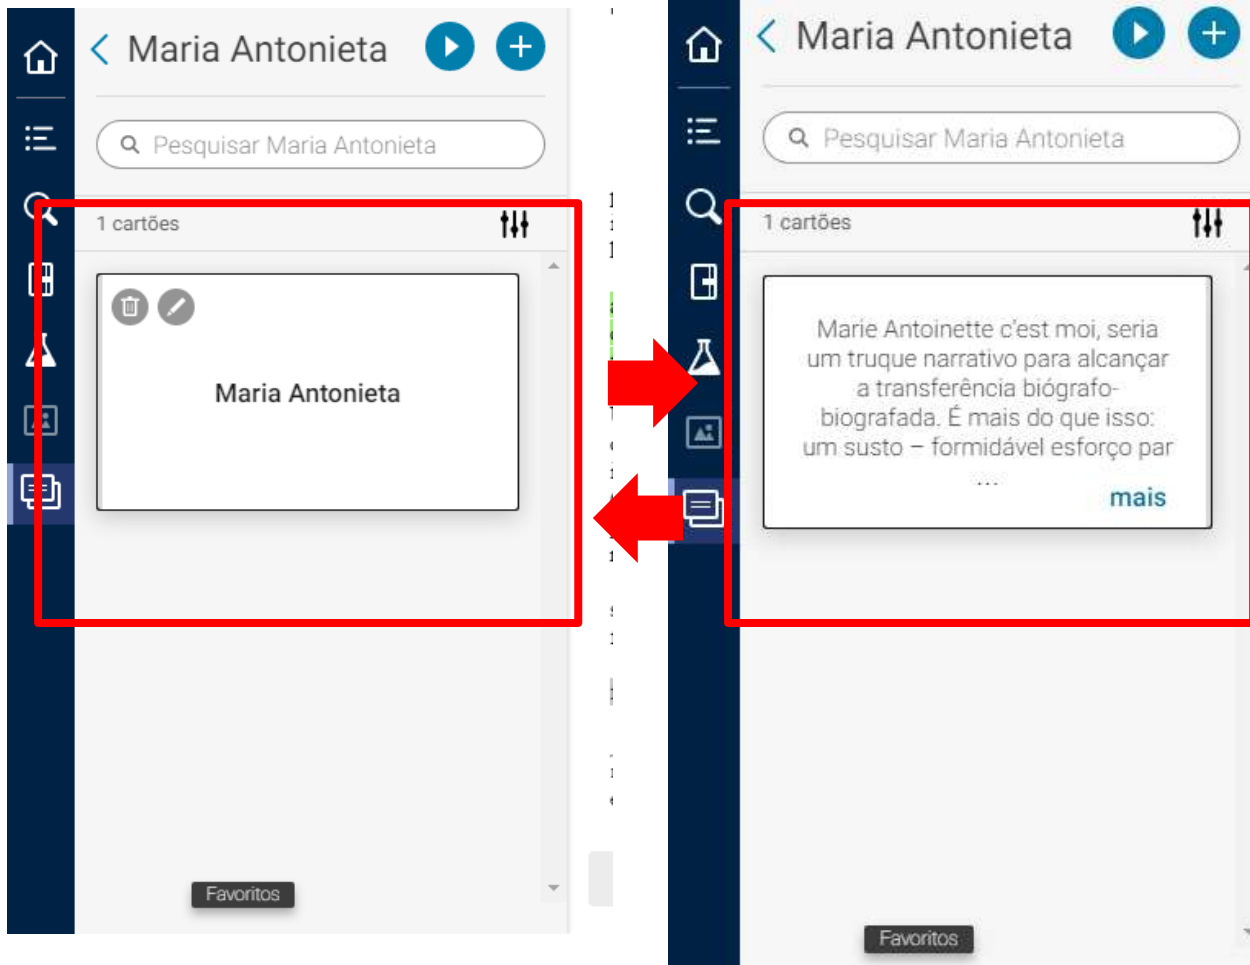 Maria Antonieta
Pesquisar Maria Antonieta
1 cartões
Maria Antonieta
Favoritos
Maria Antonieta
Pesquisar Maria Antonieta
1 cartões
Marie Antoinette c'est moi, seria
um truque narrativo para alcançar
a transferência biógrafo-
biografada. É mais do que isso:
um susto – formidável esforço par
...
mais
Favoritos